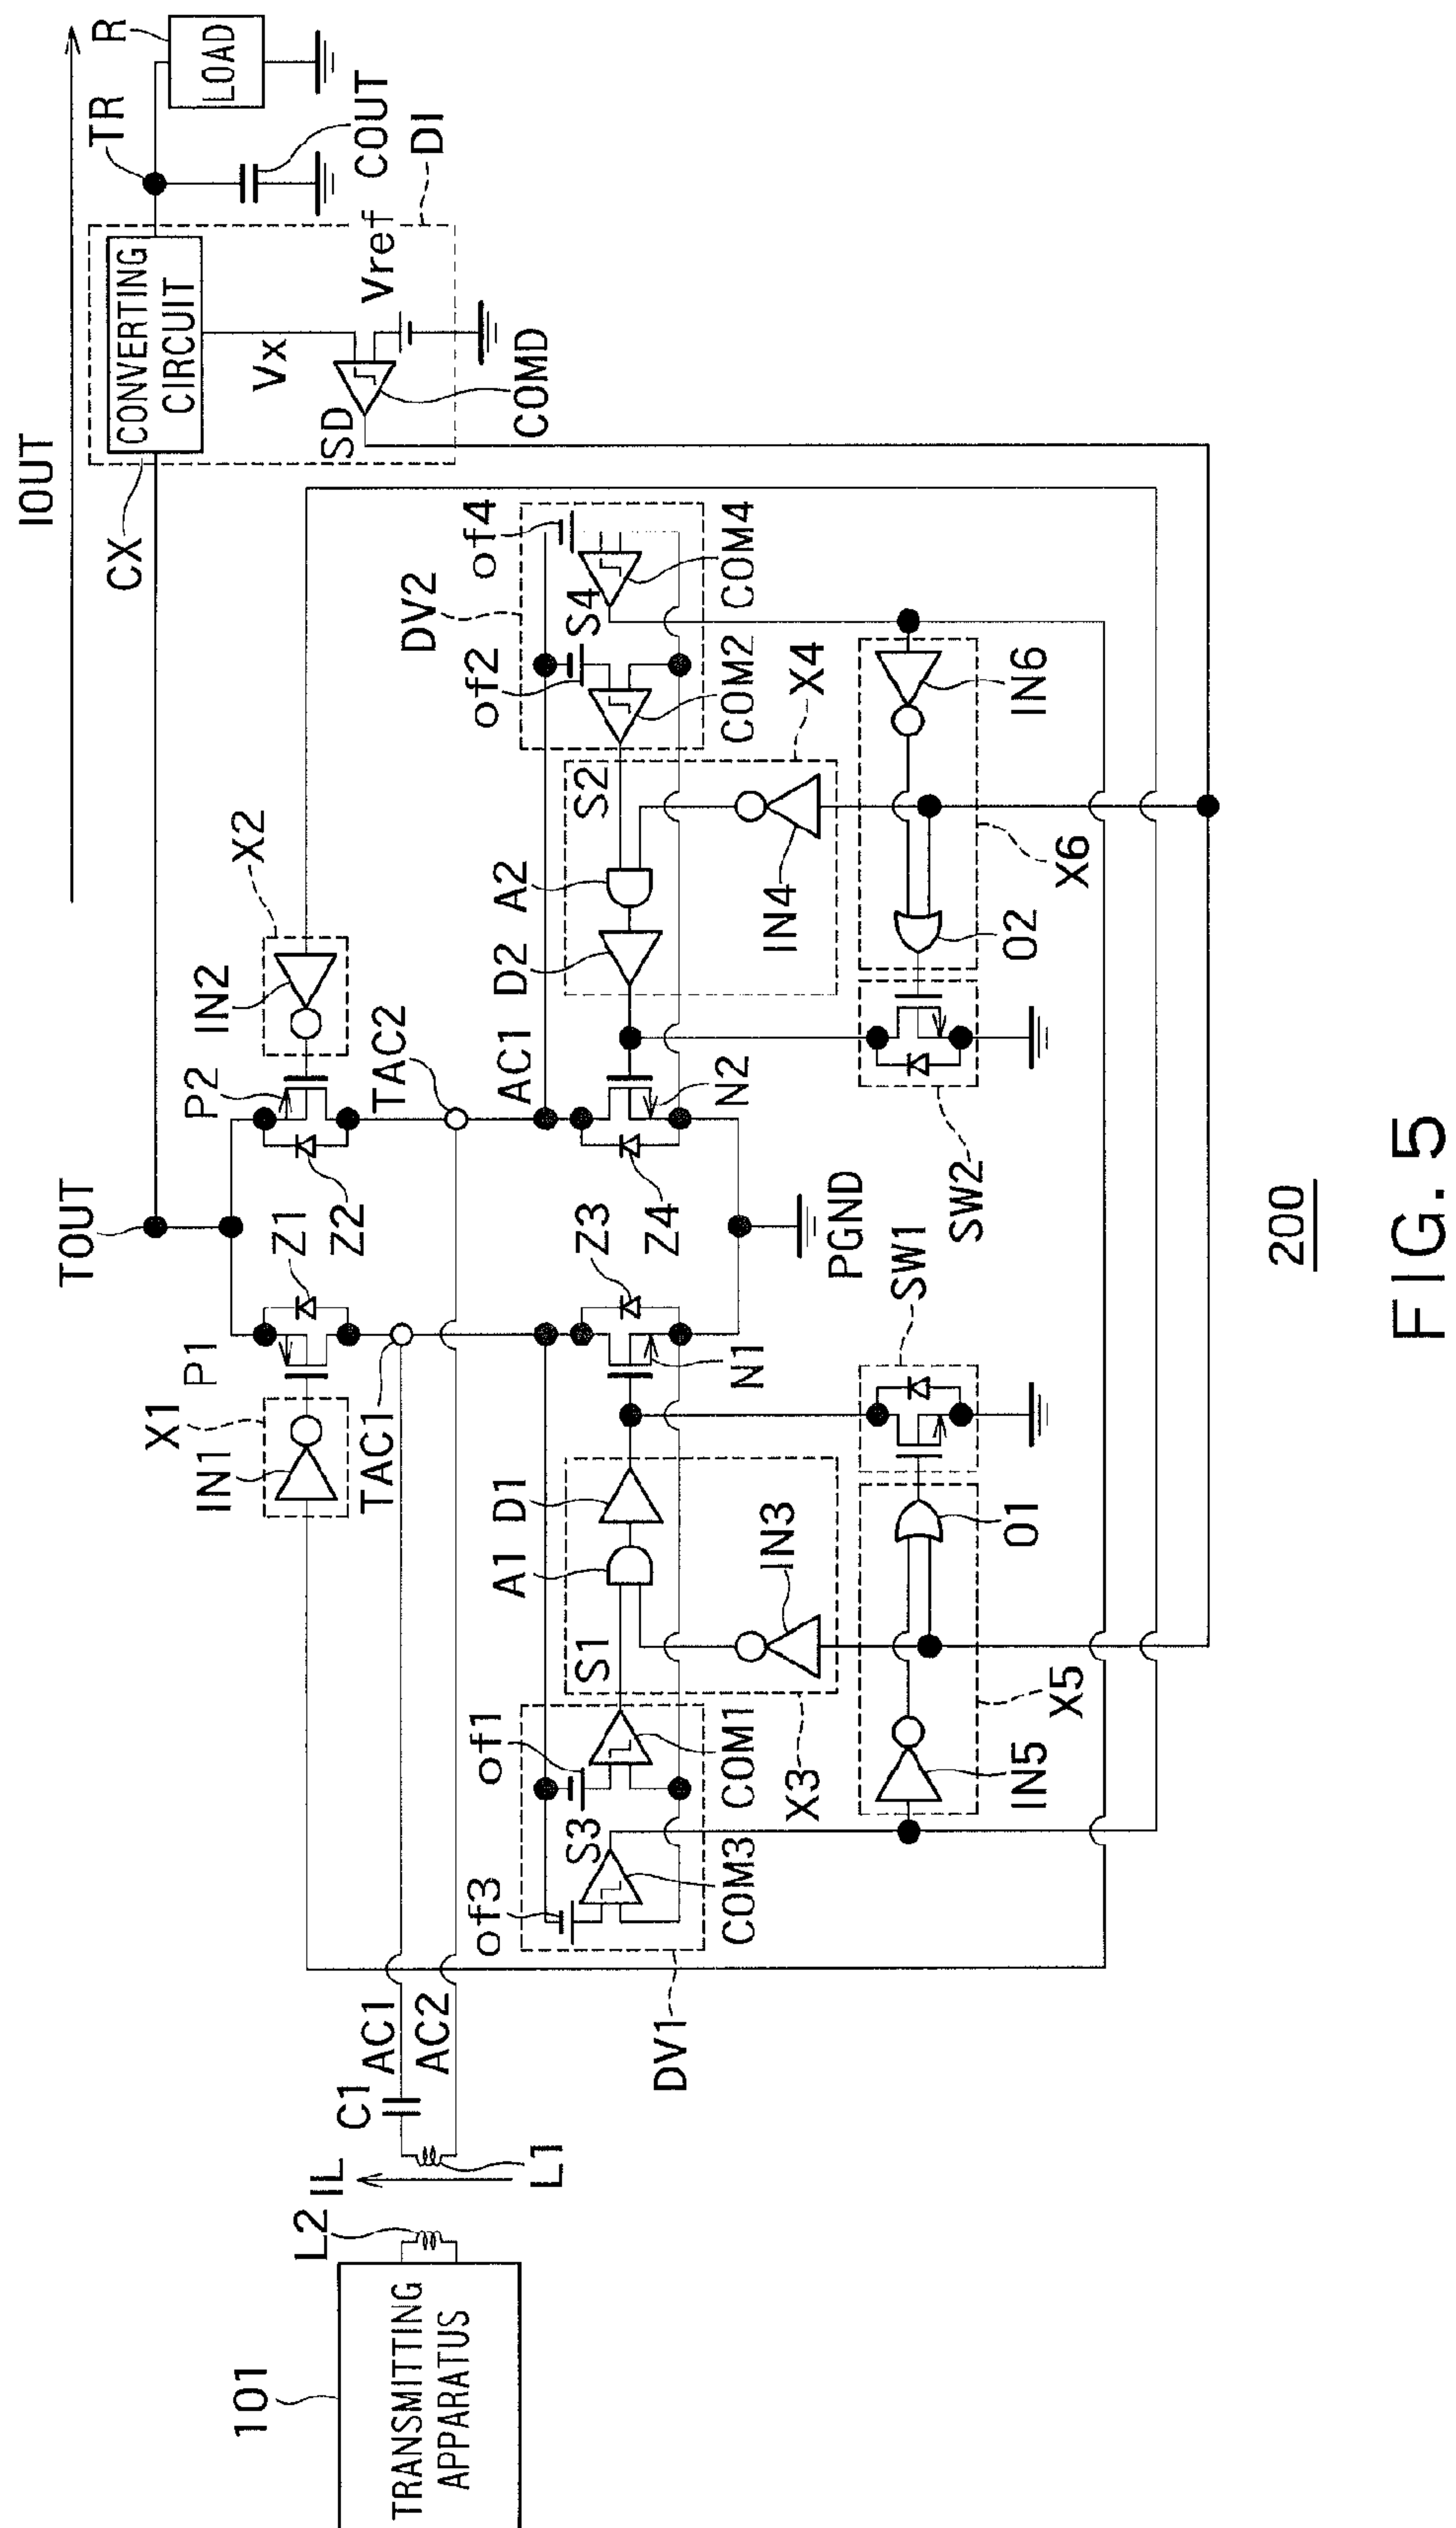 IOUT
CX
CONVERTING
CIRCUIT
TR
R
LOAD
COUT
DI
Vx
Vref
SD
COMD
TOUT
X1
IN1
P1
Z1
Z2
P2
IN2
X2
TAC1
TAC2
101
TRANSMITTING
APPARATUS
L2
IL
L1
C1
AC1
AC2
AC1
DV1
of3
of1
S3
S1
COM3
COM1
A1
D1
X3
IN3
N1
Z3
Z4
N2
PGND
D2
A2
S2
IN4
X4
DV2
of2
of4
S4
COM2
COM4
IN5
X5
O1
SW1
SW2
O2
X6
IN6
200
FIG. 5